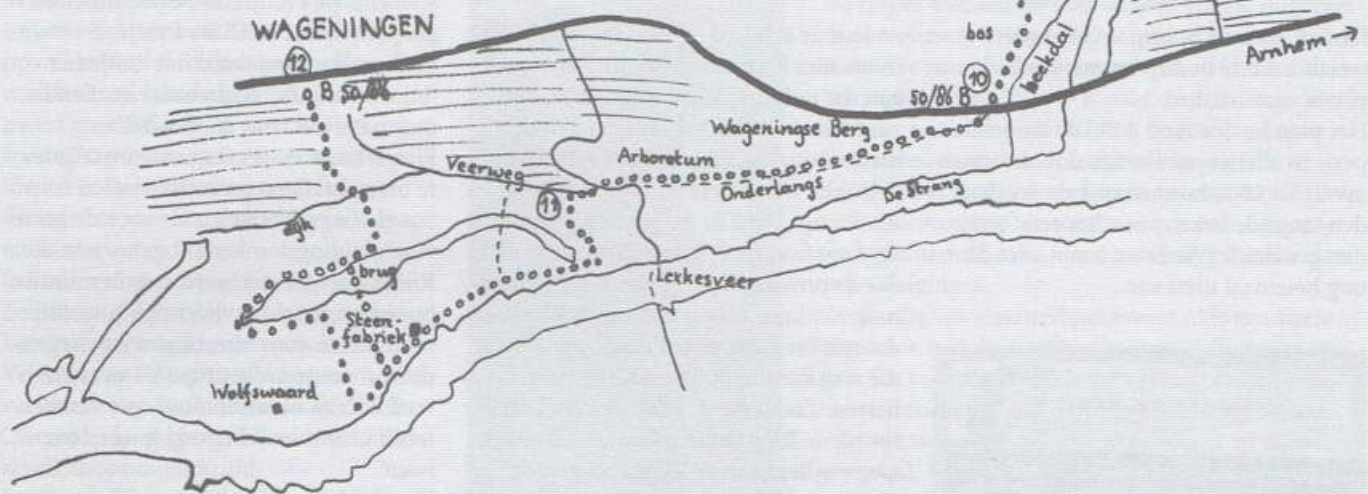 WAGENINGEN
12
B 50/86
bos
beekdal
Arnhem
50/86 B
10
Wageningse Berg
Veerweg
Arboretum
Onderlangs
11
De Strang
dijk
brug
Lexkesveer
Steen-
fabriek
Wolfswaard